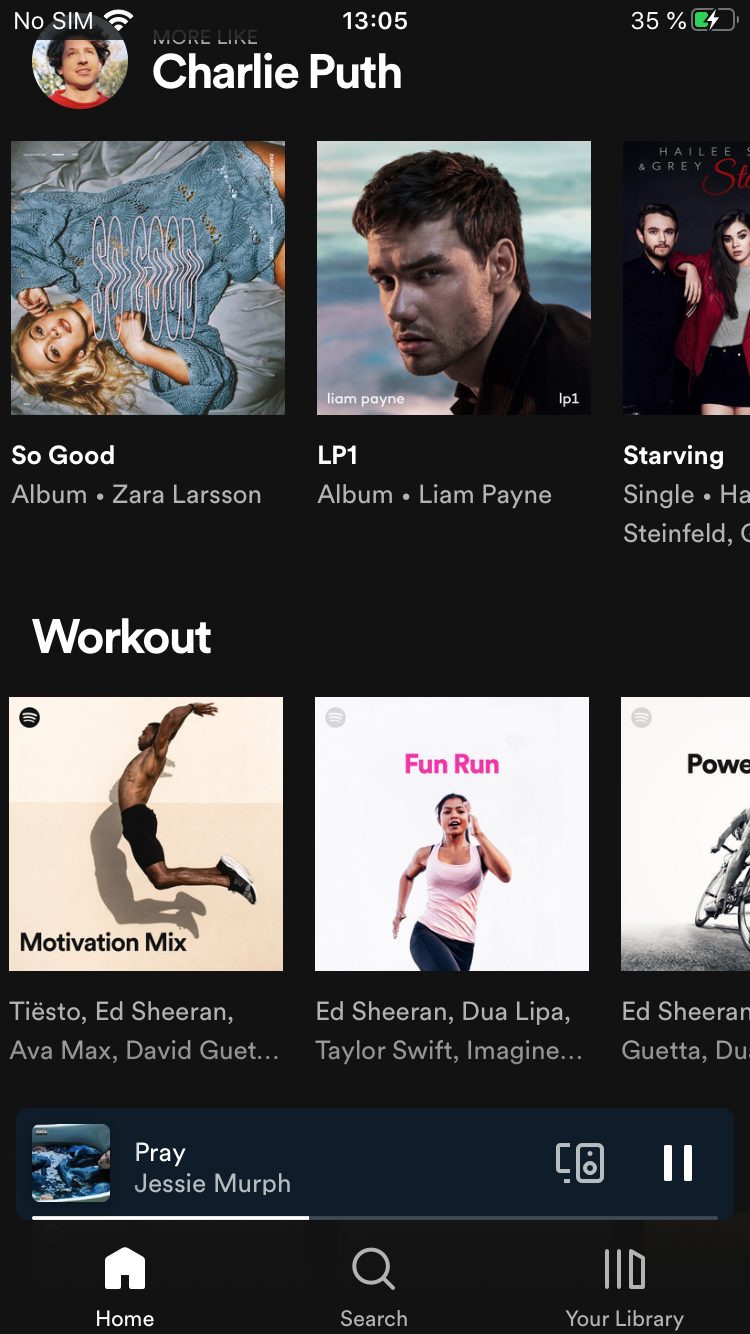 No SIM 13:05 35 %
MORE LIKE
Charlie Puth
SO GOOD
liam payne lp1
HAILEE S
& GREY
So Good LP1 Starving
Album • Zara Larsson Album • Liam Payne Single • Ha
Steinfeld, G
Workout
Fun Run Powe
Motivation Mix
Tiësto, Ed Sheeran, Ed Sheeran, Dua Lipa, Ed Sheeran
Ava Max, David Guet... Taylor Swift, Imagine... Guetta, Du
Pray
Jessie Murph
Home Search Your Library